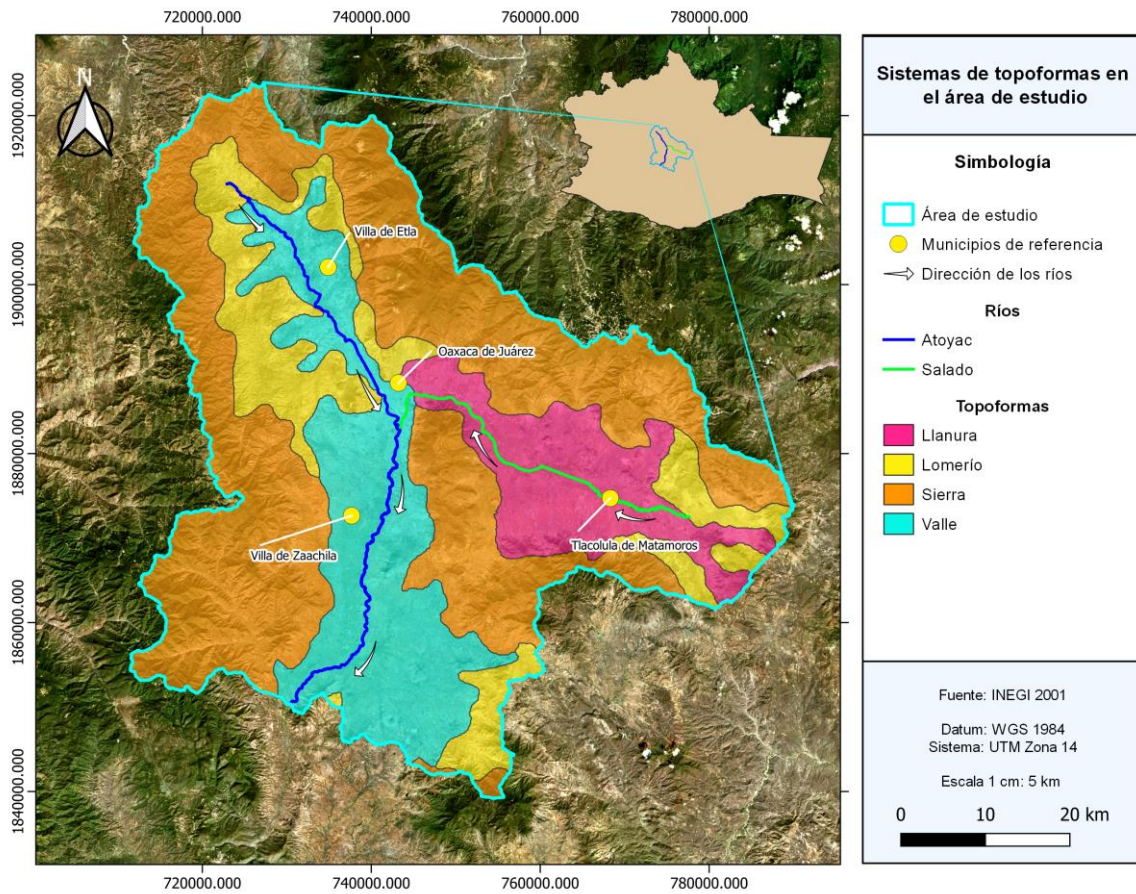 720000.000 740000.000 760000.000 780000.000
1920000.000
1900000.000
1880000.000
1860000.000
1840000.000
N
Villa de Etla
Oaxaca de Juárez
Villa de Zaachila
Tlacolula de Matamoros
720000.000 740000.000 760000.000 780000.000
Sistemas de topoformas en
el área de estudio
Simbología
Área de estudio
Municipios de referencia
Dirección de los ríos
Ríos
Atoyac
Salado
Topoformas
Llanura
Lomerío
Sierra
Valle
Fuente: INEGI 2001
Datum: WGS 1984
Sistema: UTM Zona 14
Escala 1 cm: 5 km
0 10 20 km